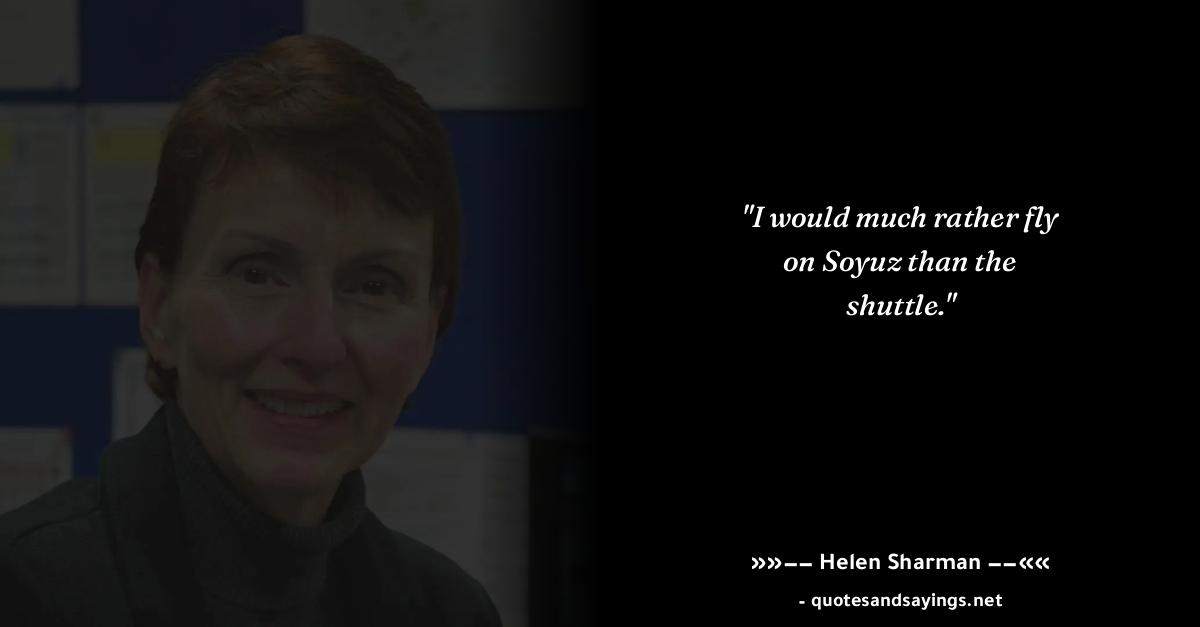 "I would much rather fly
on Soyuz than the
shuttle."
»»−− Helen Sharman −−««
- quotesandsayings.net